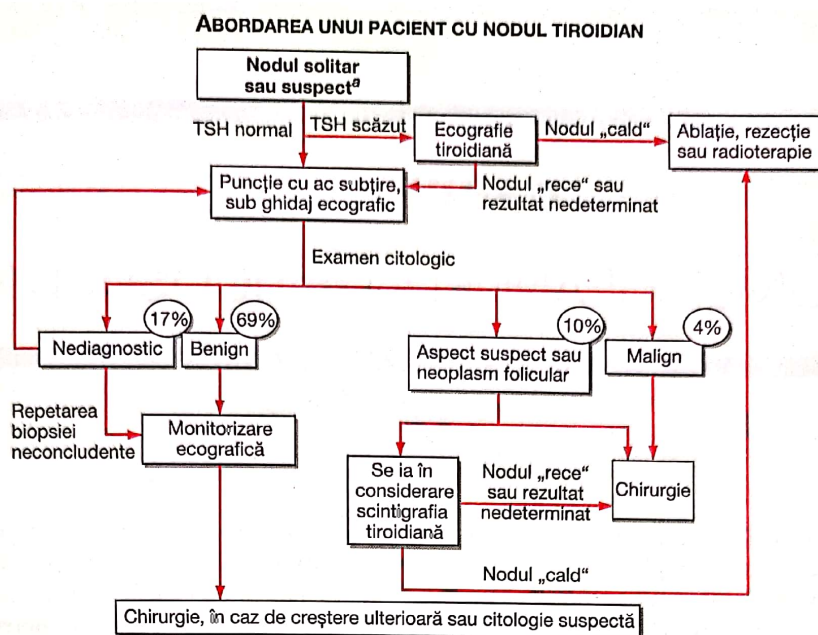 ABORDAREA UNUI PACIENT CU NODUL TIROIDIAN
Nodul solitar
sau suspectᵃ
TSH normal
TSH scăzut
Ecografie
tiroidiană
Nodul „cald“
Ablație, rezecție
sau radioterapie
Puncție cu ac subțire,
sub ghidaj ecografic
Nodul „rece“ sau
rezultat nedeterminat
Examen citologic
17%
Nediagnostic
69%
Benign
10%
Aspect suspect sau
neoplasm folicular
4%
Malign
Repetarea
biopsiei
neconcludente
Monitorizare
ecografică
Se ia în
considerare
scintigrafia
tiroidiană
Nodul „rece“
sau rezultat
nedeterminat
Chirurgie
Nodul „cald“
Chirurgie, în caz de creștere ulterioară sau citologie suspectă